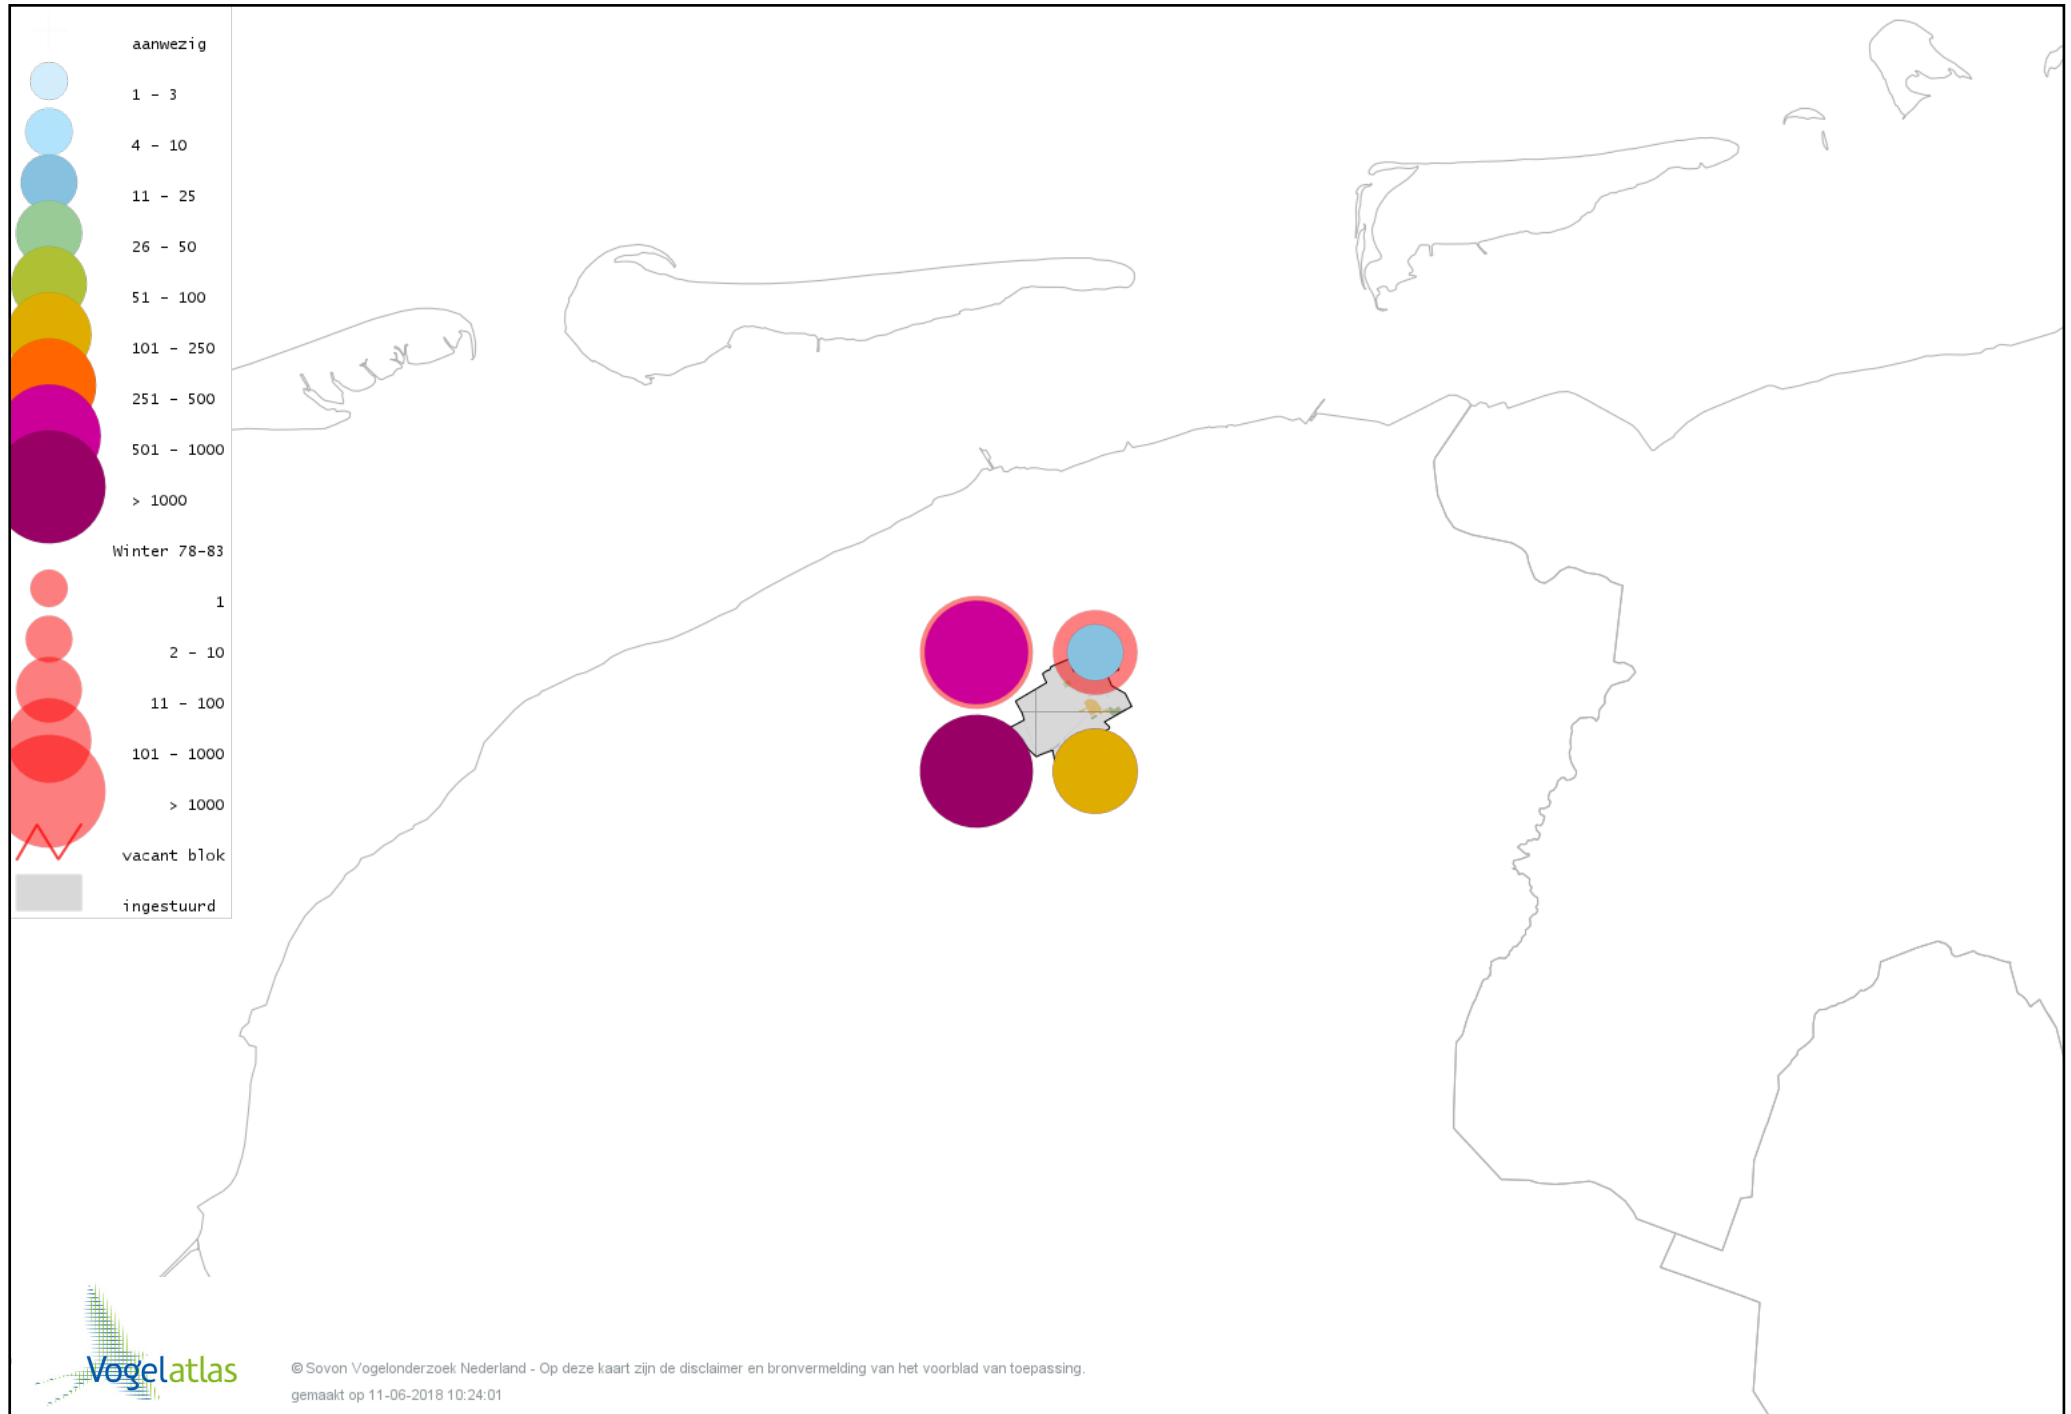 aanwezig
1 - 3
4 - 10
11 - 25
26 - 50
51 - 100
101 - 250
251 - 500
501 - 1000
> 1000
Winter 78-83
1
2 - 10
11 - 100
101 - 1000
> 1000
vacant blok
ingestuurd
Vogelatlas
© Sovon Vogelonderzoek Nederland - Op deze kaart zijn de disclaimer en bronvermelding van het voorblad van toepassing.
gemaakt op 11-06-2018 10:24:01